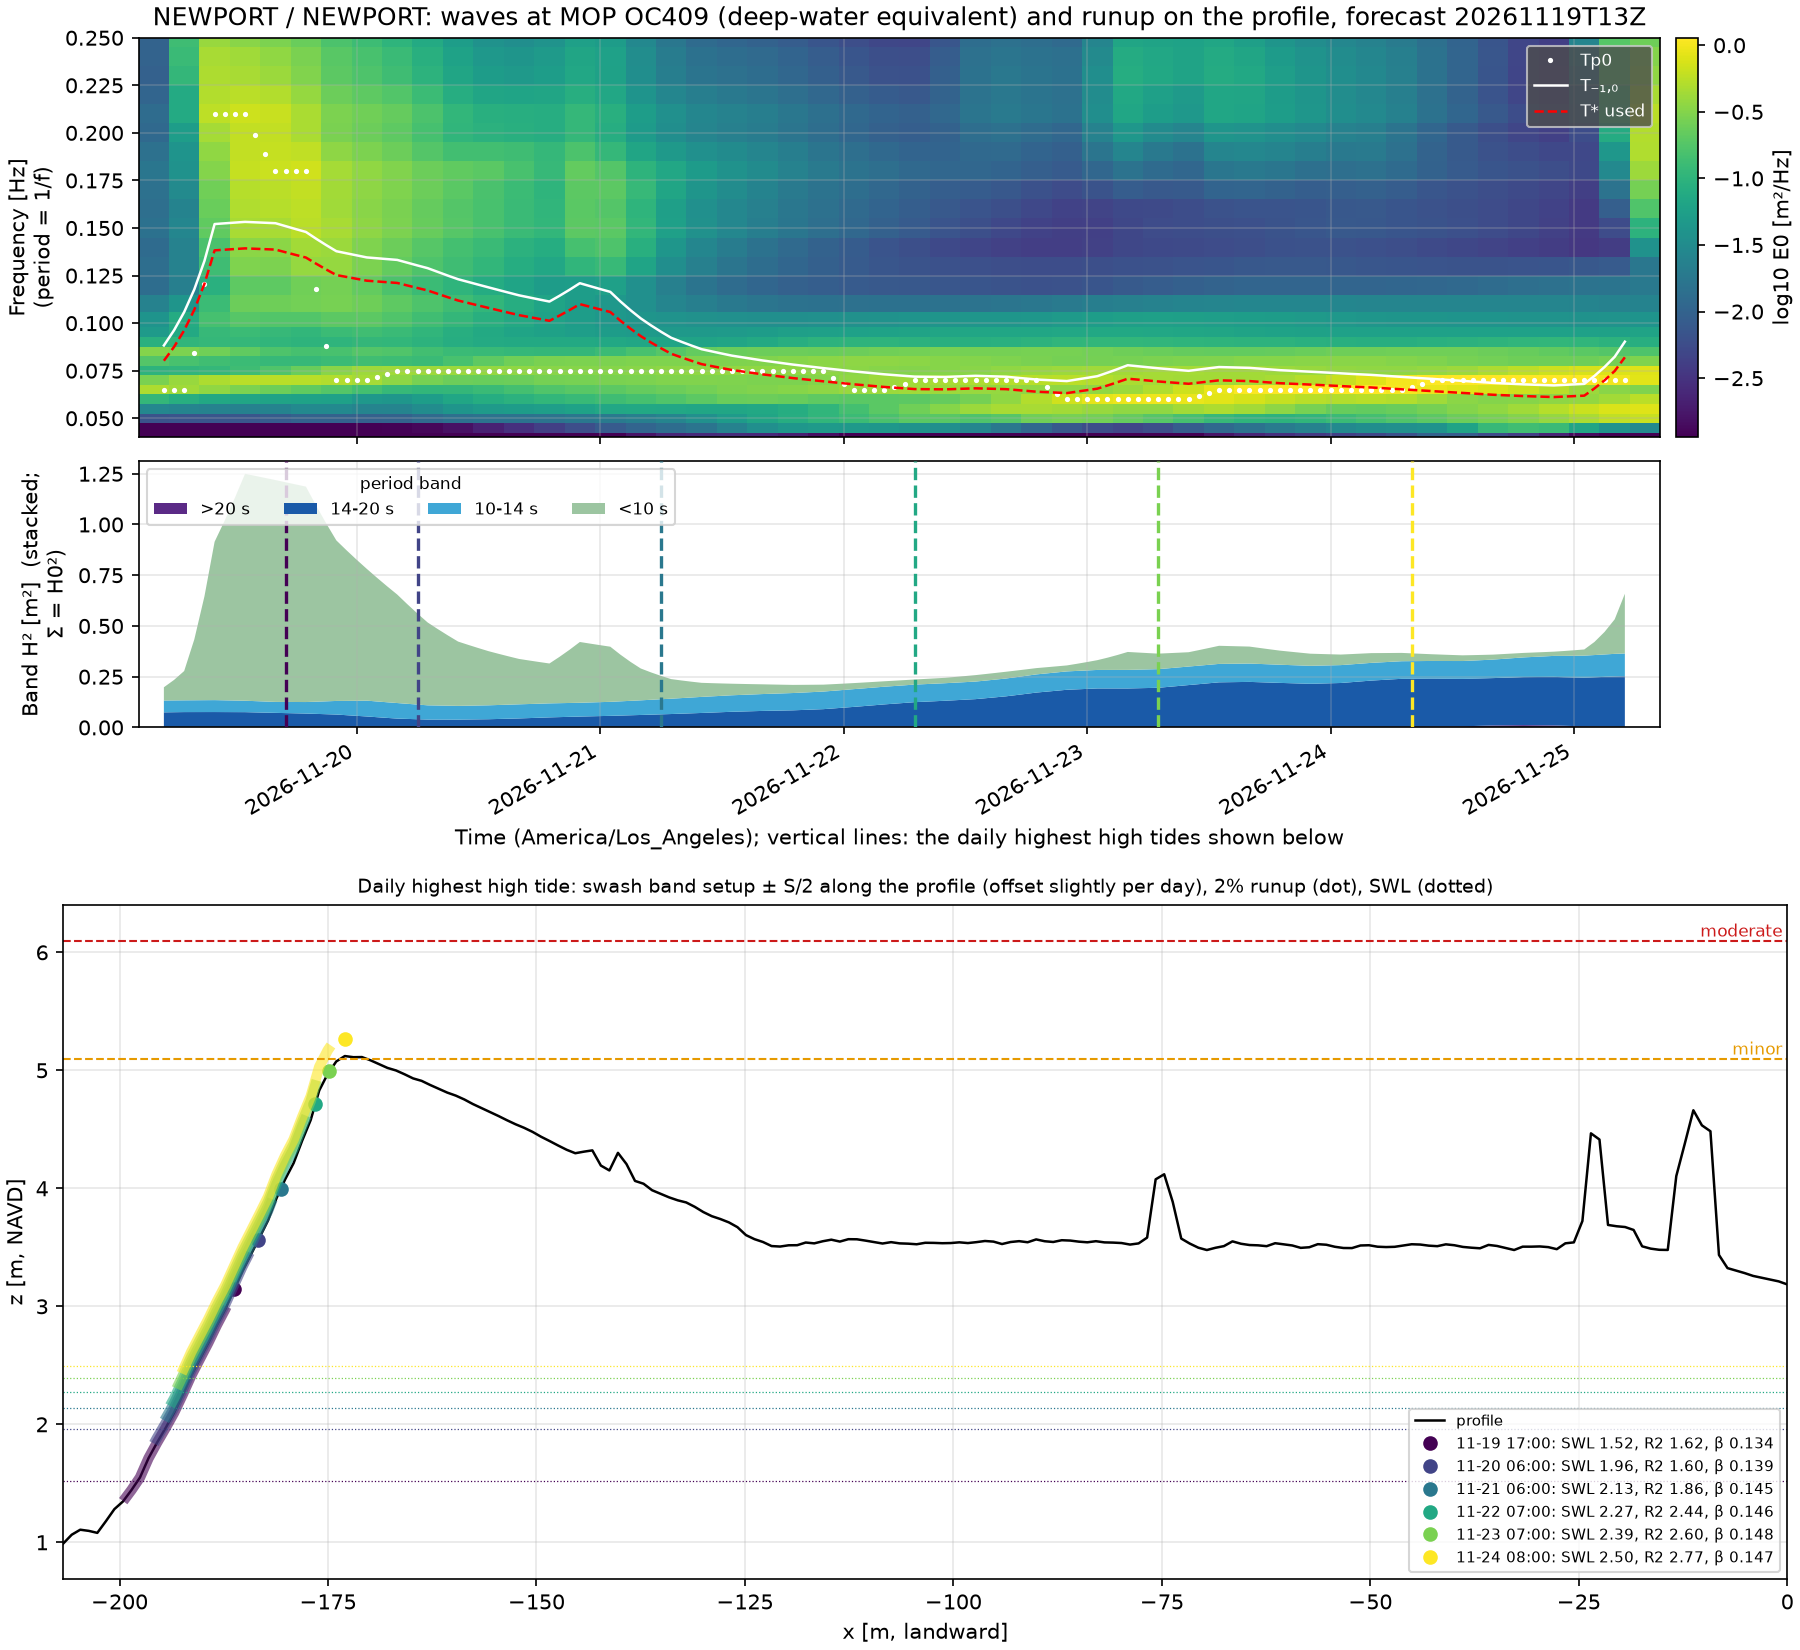 NEWPORT / NEWPORT: waves at MOP OC409 (deep-water equivalent) and runup on the profile, forecast 20261119T13Z
0.250
0.225
0.200
0.175
0.150
0.125
0.100
0.075
0.050
Frequency [Hz]
(period = 1/f)
Tp0
T₋₁,₀
T* used
0.0
−0.5
−1.0
−1.5
−2.0
−2.5
log10 E0 [m²/Hz]
1.25
1.00
0.75
0.50
0.25
0.00
Band H² [m²]  (stacked;
Σ = H0²)
period band
>20 s
14-20 s
10-14 s
<10 s
2026-11-20
2026-11-21
2026-11-22
2026-11-23
2026-11-24
2026-11-25
Time (America/Los_Angeles); vertical lines: the daily highest high tides shown below
Daily highest high tide: swash band setup ± S/2 along the profile (offset slightly per day), 2% runup (dot), SWL (dotted)
moderate
minor
6
5
4
3
2
1
z [m, NAVD]
profile
11-19 17:00: SWL 1.52, R2 1.62, β 0.134
11-20 06:00: SWL 1.96, R2 1.60, β 0.139
11-21 06:00: SWL 2.13, R2 1.86, β 0.145
11-22 07:00: SWL 2.27, R2 2.44, β 0.146
11-23 07:00: SWL 2.39, R2 2.60, β 0.148
11-24 08:00: SWL 2.50, R2 2.77, β 0.147
−200
−175
−150
−125
−100
−75
−50
−25
0
x [m, landward]